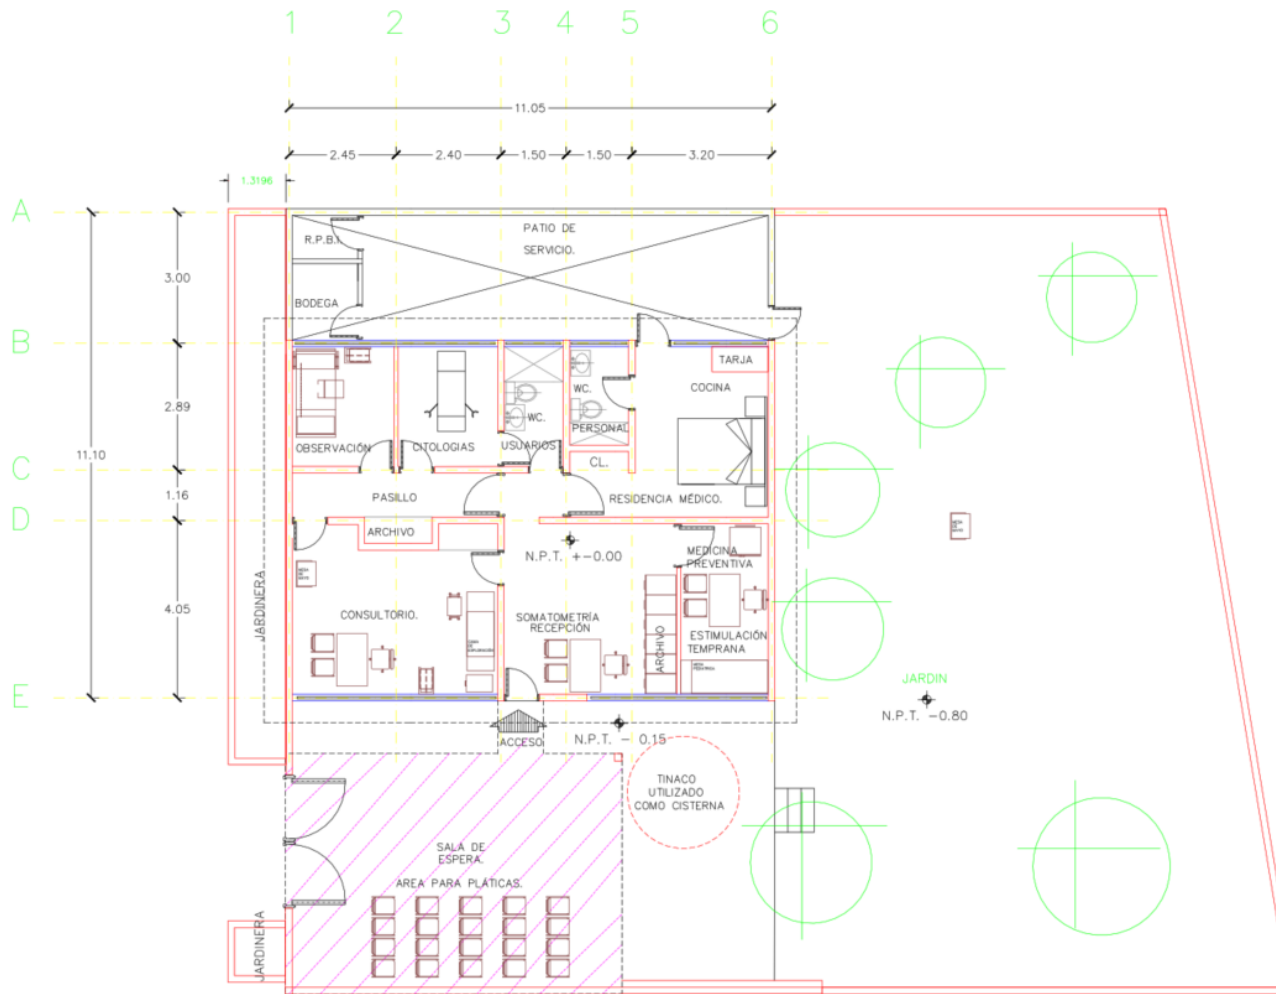 1 2 3 4 5 6
11.05
2.45 2.40 1.50 1.50 3.20
1.3196
A
R.P.B.I.
PATIO DE
SERVICIO.
3.00
BODEGA
B
TARJA
WC.
COCINA
2.89
WC.
PERSONAL
OBSERVACIÓN
CITOLOGIAS
USUARIOS
11.10
C
CL.
1.16
PASILLO
RESIDENCIA MÉDICO.
D
ARCHIVO
N.P.T. +-0.00
MEDICINA
PREVENTIVA
JARDINERA
4.05
CONSULTORIO.
SOMATOMETRÍA
RECEPCIÓN
ARCHIVO
ESTIMULACIÓN
TEMPRANA
E
JARDIN
N.P.T. -0.80
ACCESO
N.P.T. - 0.15
TINACO
UTILIZADO
COMO CISTERNA
SALA DE
ESPERA.
AREA PARA PLÁTICAS.
JARDINERA